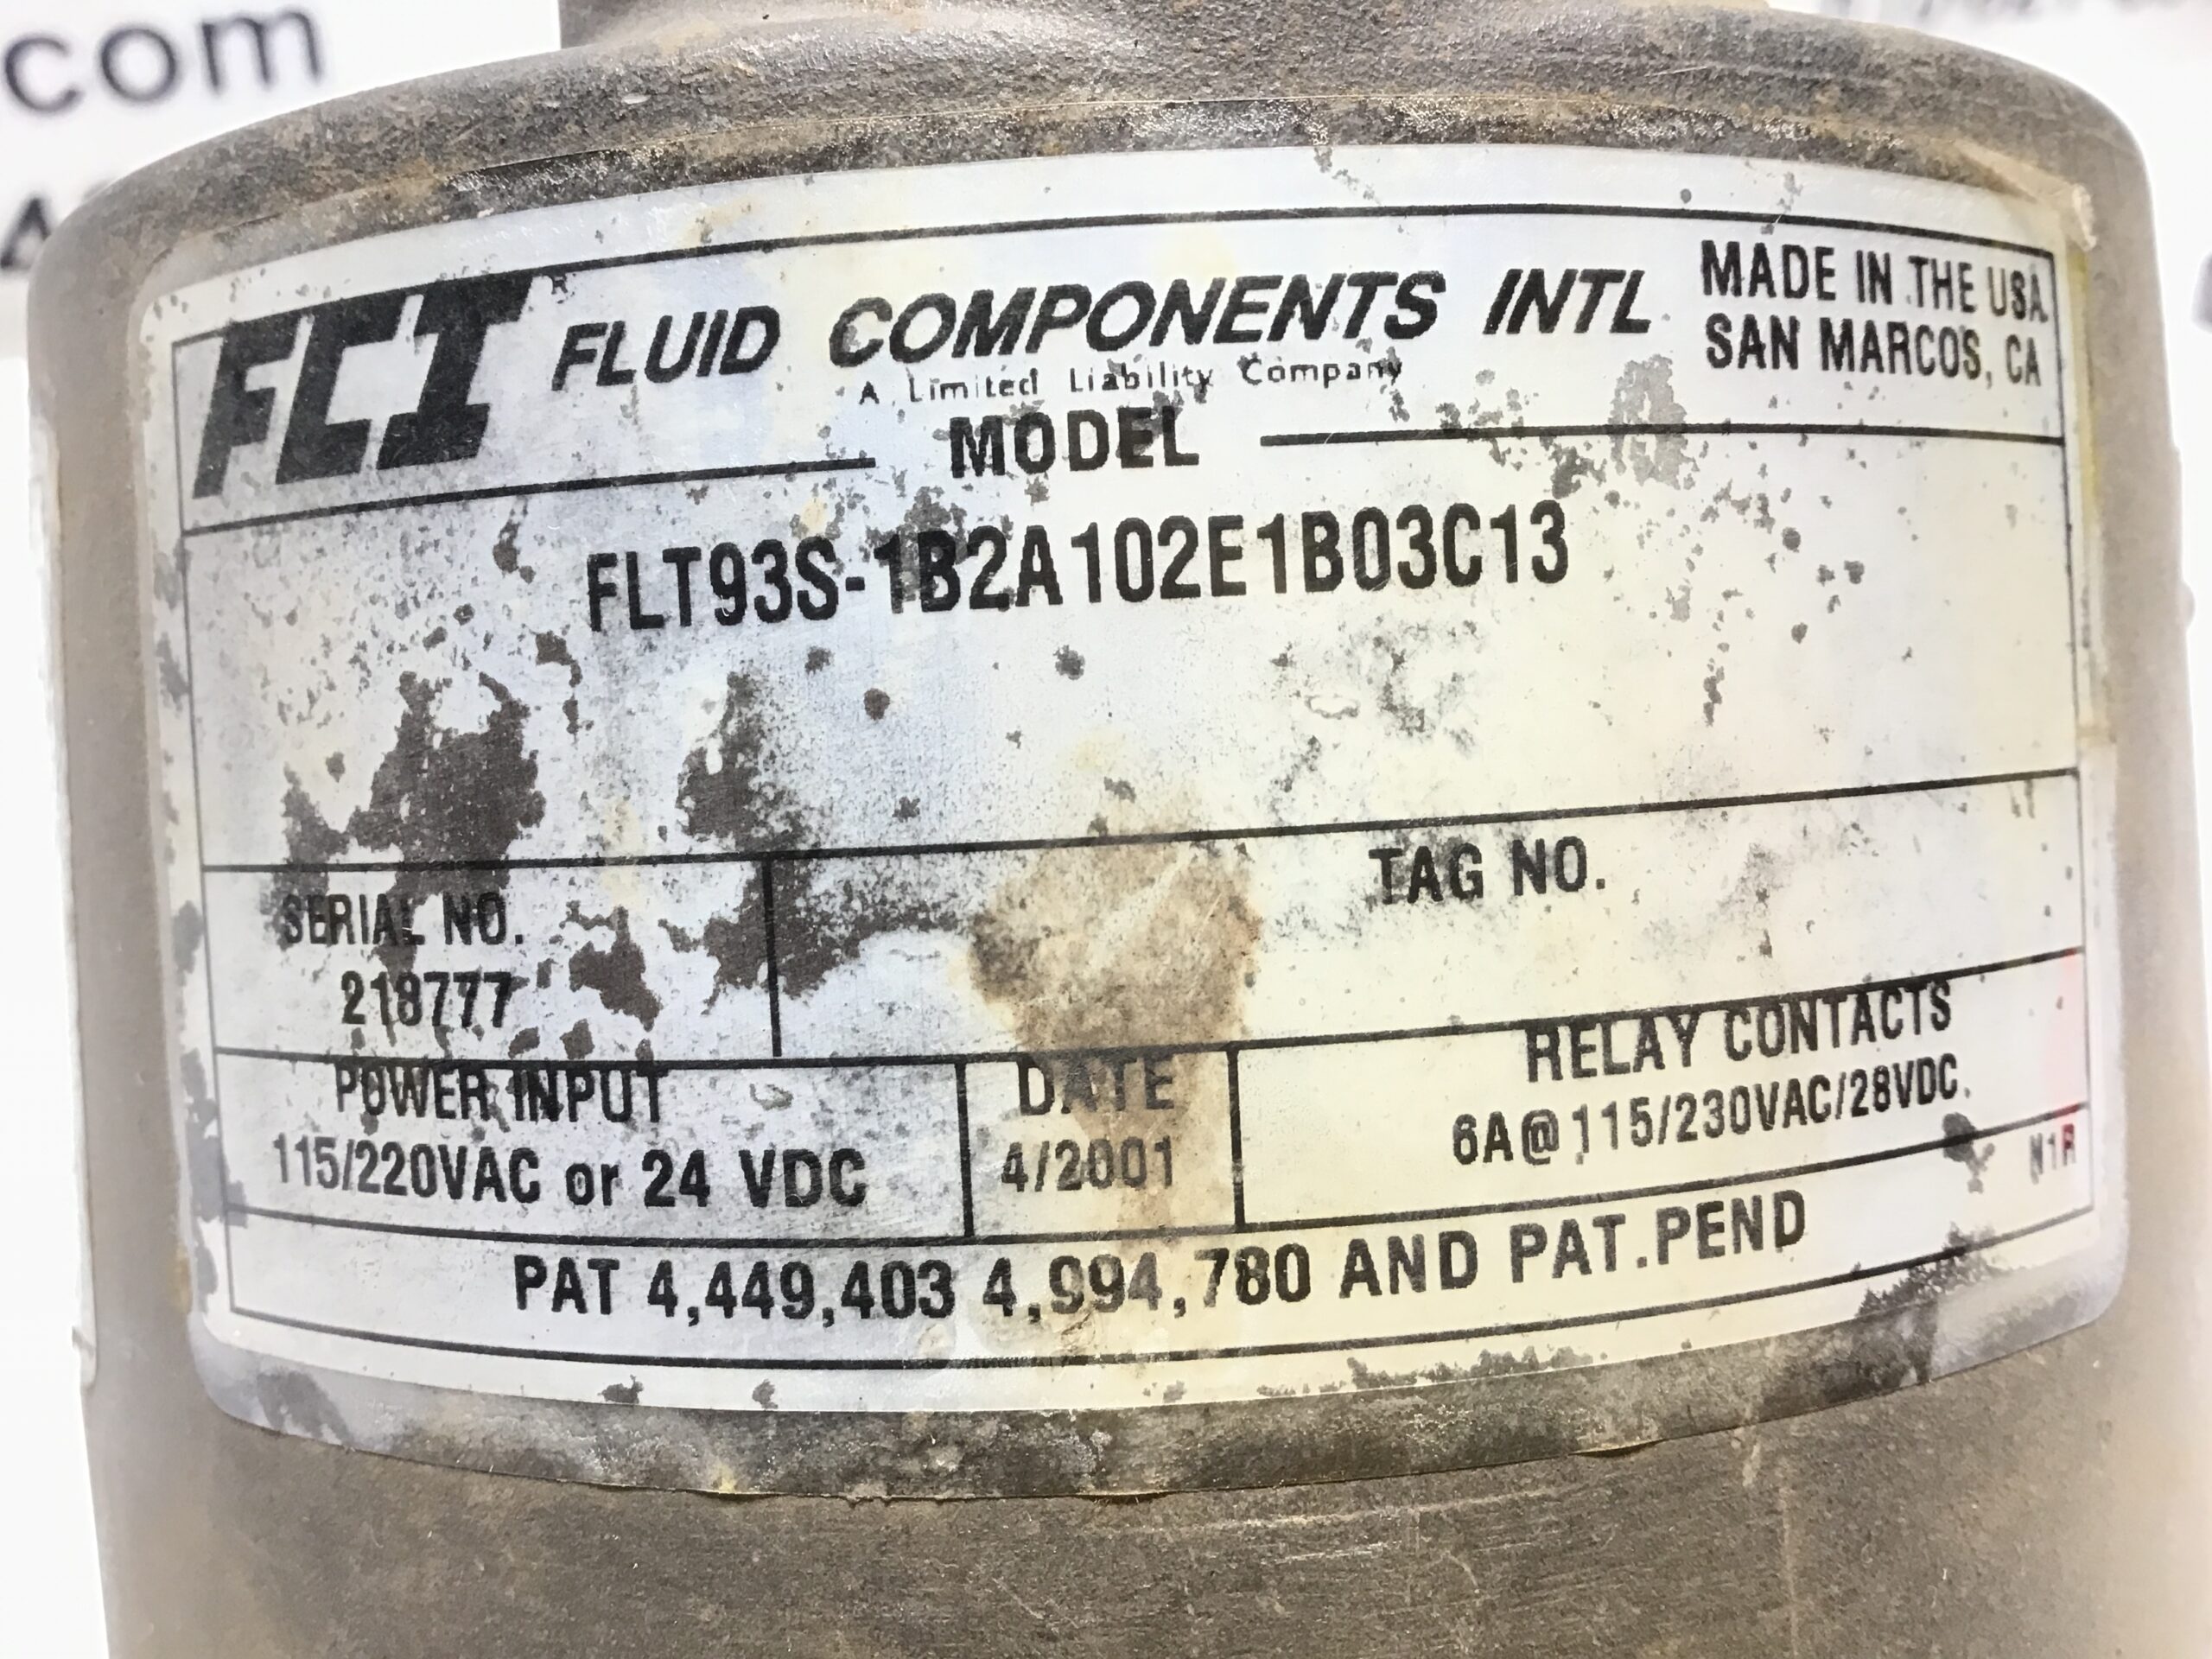 com
FCI® FLUID COMPONENTS INTL
A Limited Liability Company
MADE IN THE USA
SAN MARCOS, CA
MODEL
FLT93S-1B2A102E1B03C13
SERIAL NO.
218777
TAG NO.
POWER INPUT
115/220VAC or 24 VDC
DATE
4/2001
RELAY CONTACTS
6A@115/230VAC/28VDC.
PAT 4,449,403 4,994,780 AND PAT.PEND